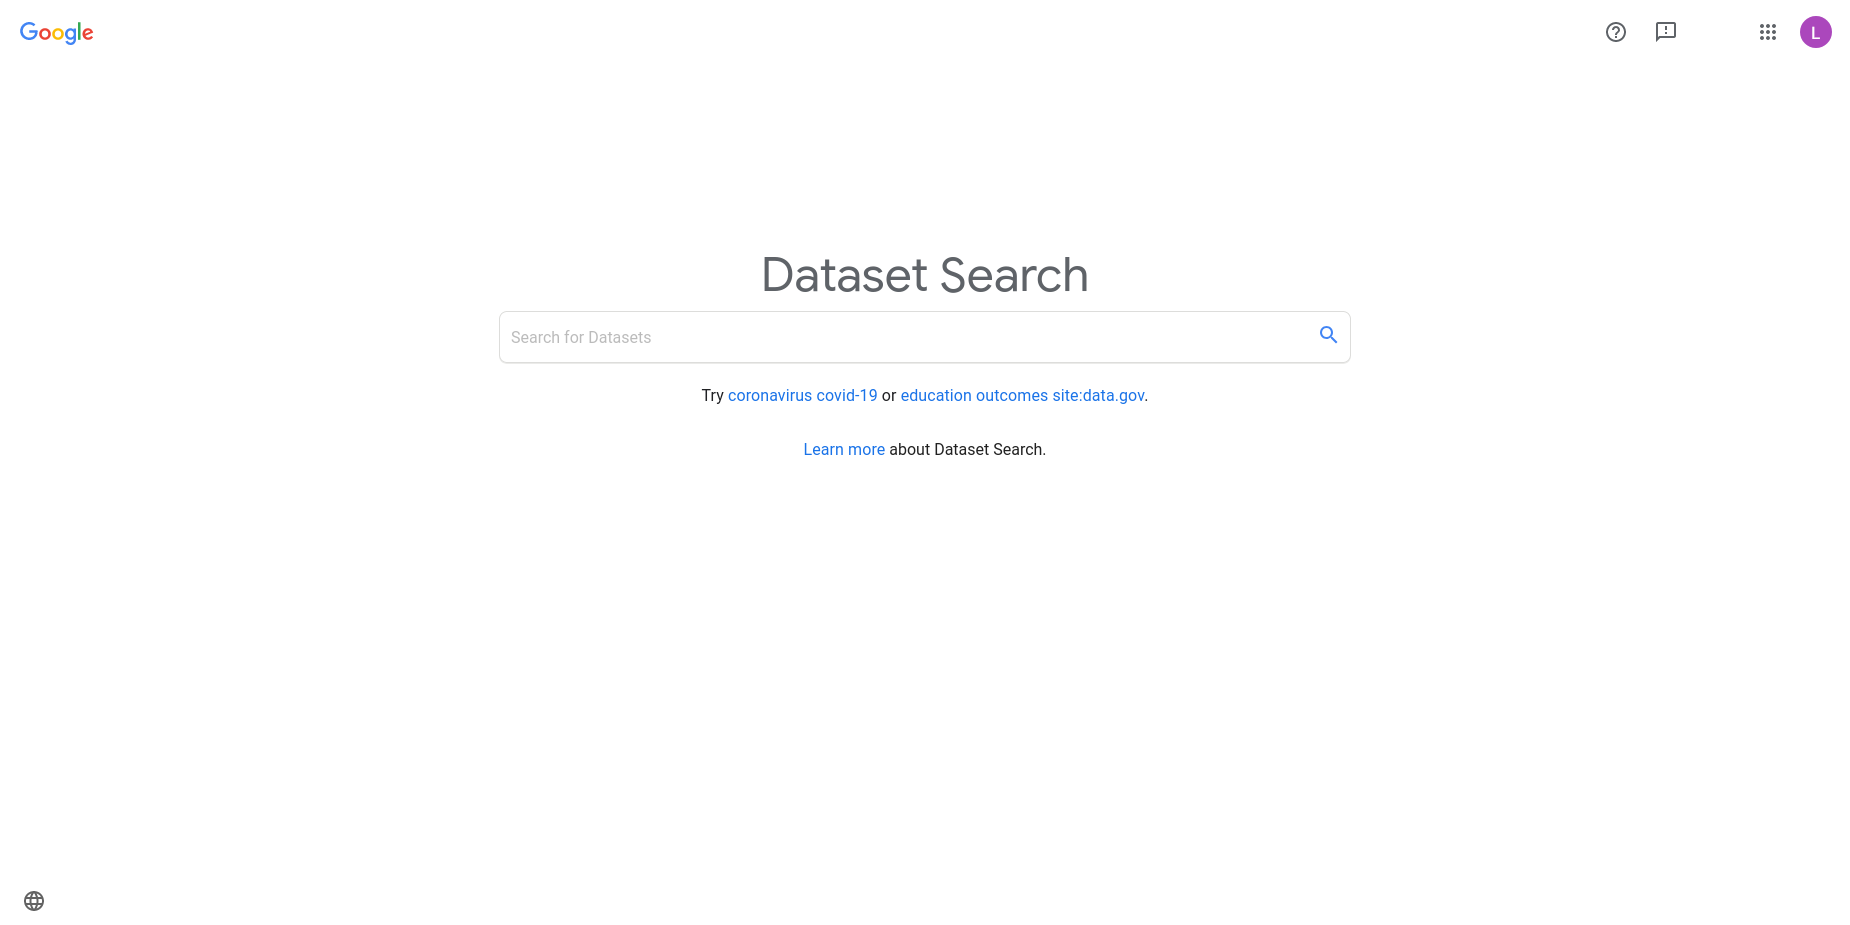 Google
L
Dataset Search
Search for Datasets
Try coronavirus covid-19 or education outcomes site:data.gov.
Learn more about Dataset Search.